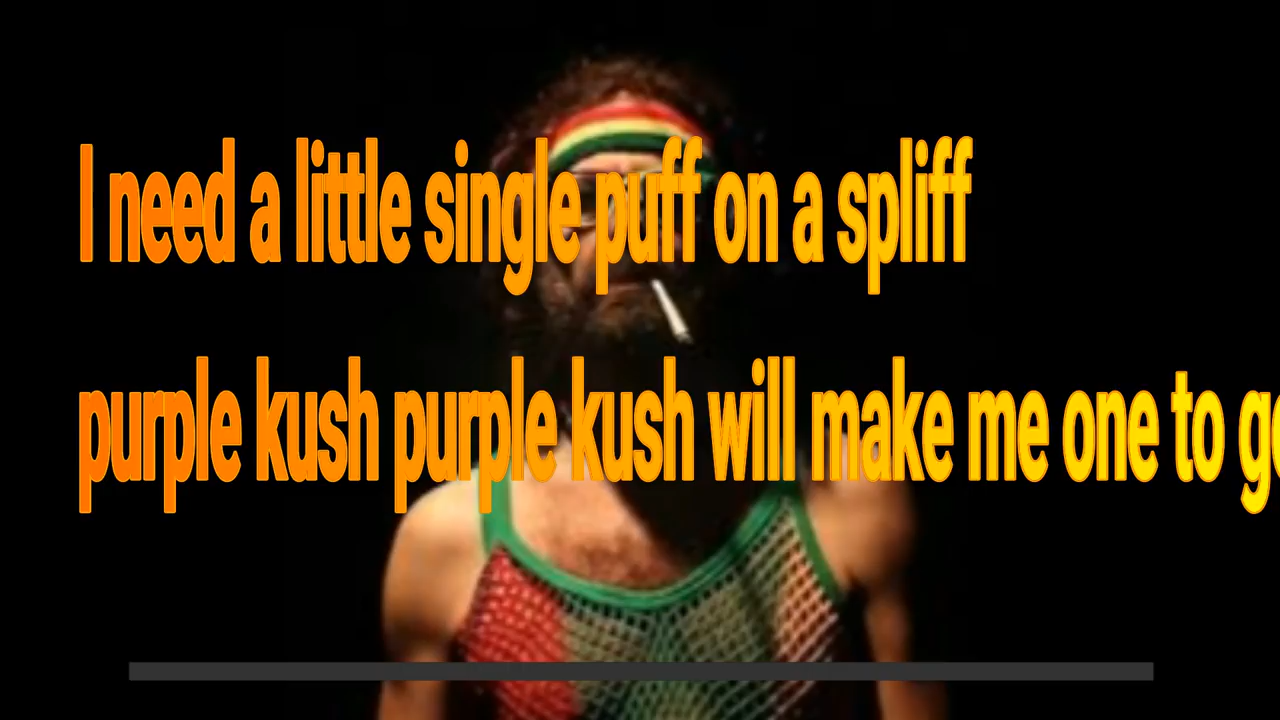 I need a little single puff on a spliff
purple kush purple kush will make me one to